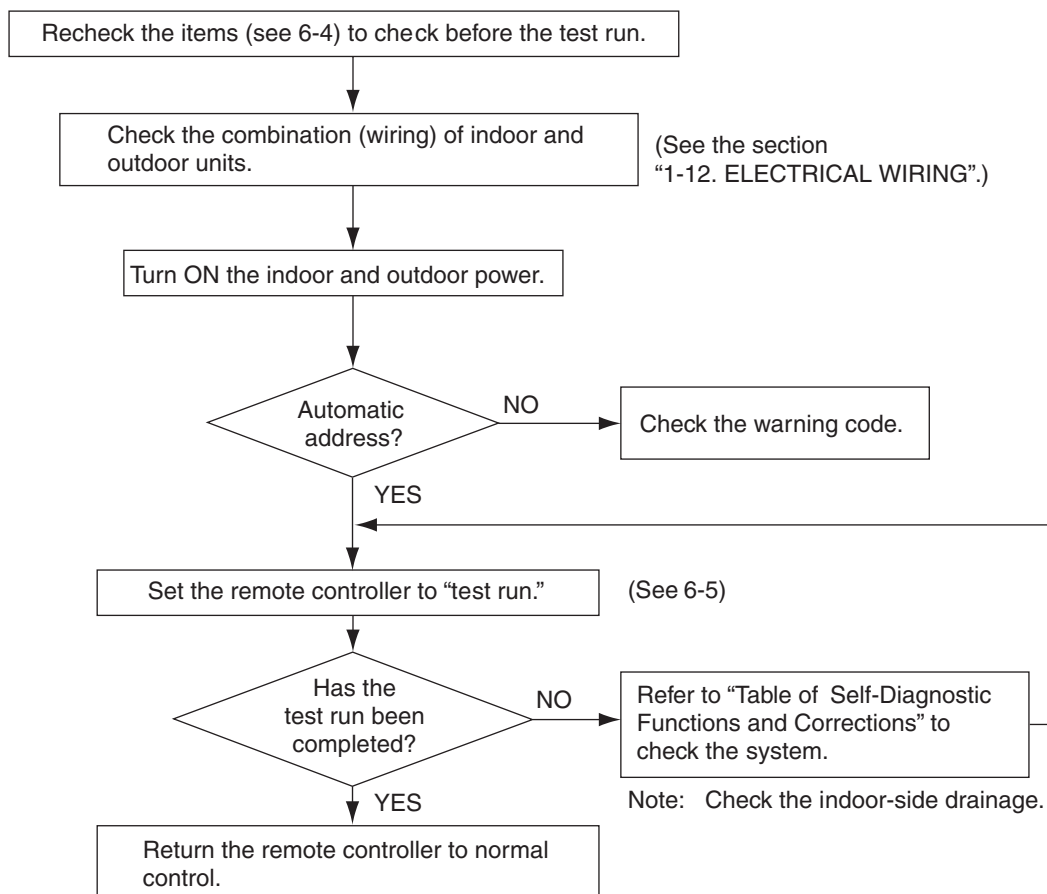 Recheck the items (see 6-4) to check before the test run.
Check the combination (wiring) of indoor and
outdoor units.
(See the section
“1-12. ELECTRICAL WIRING”.)
Turn ON the indoor and outdoor power.
Automatic
address?
NO
Check the warning code.
YES
Set the remote controller to “test run.”
(See 6-5)
Has the
test run been
completed?
NO
Refer to “Table of Self-Diagnostic
Functions and Corrections” to
check the system.
Note: Check the indoor-side drainage.
YES
Return the remote controller to normal
control.